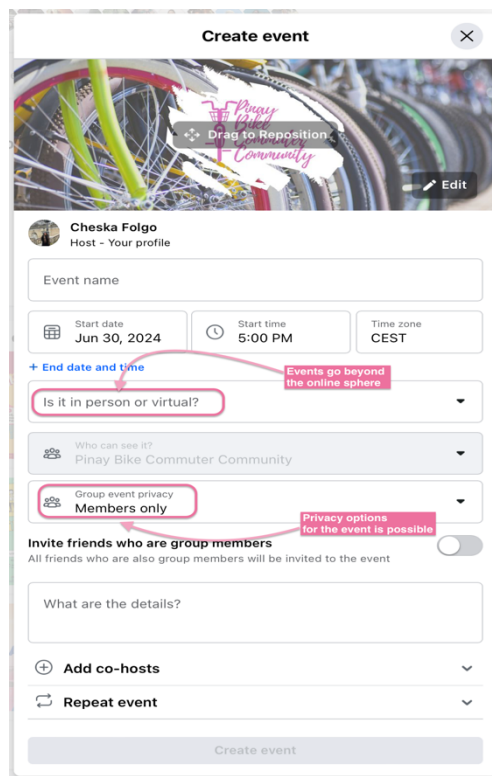 Create event
Pinay
Bike
Commuter
Community
Drag to Reposition
Edit
Cheska Folgo
Host - Your profile
Event name
Start date
Jun 30, 2024
Start time
5:00 PM
Time zone
CEST
+ End date and time
Events go beyond
the online sphere
Is it in person or virtual?
Who can see it?
Pinay Bike Commuter Community
Group event privacy
Members only
Privacy options
for the event is possible
Invite friends who are group members
All friends who are also group members will be invited to the event
What are the details?
Add co-hosts
Repeat event
Create event